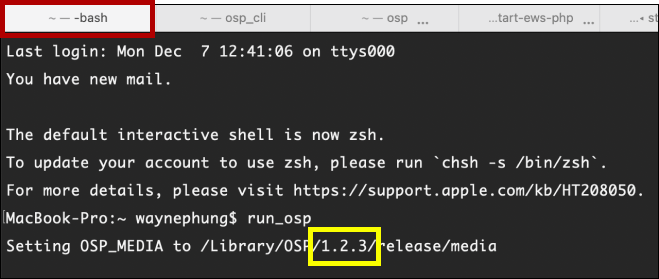 ~ — -bash
~ — osp_cli
~ — osp ...
...tart-ews-php
...◂ st
Last login: Mon Dec  7 12:41:06 on ttys000
You have new mail.
The default interactive shell is now zsh.
To update your account to use zsh, please run `chsh -s /bin/zsh`.
For more details, please visit https://support.apple.com/kb/HT208050.
MacBook-Pro:~ waynephung$ run_osp
Setting OSP_MEDIA to /Library/OSP/1.2.3/release/media